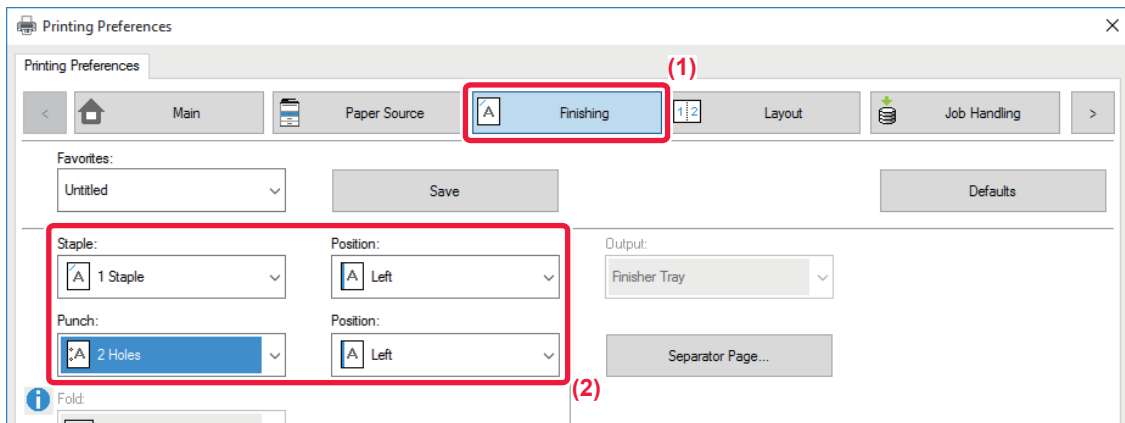 Printing Preferences
Printing Preferences
(1)
< Main Paper Source Finishing Layout Job Handling >
Favorites:
Untitled Save Defaults
Staple: Position: Output:
1 Staple Left Finisher Tray
Punch: Position:
2 Holes Left Separator Page...
(2)
Fold: